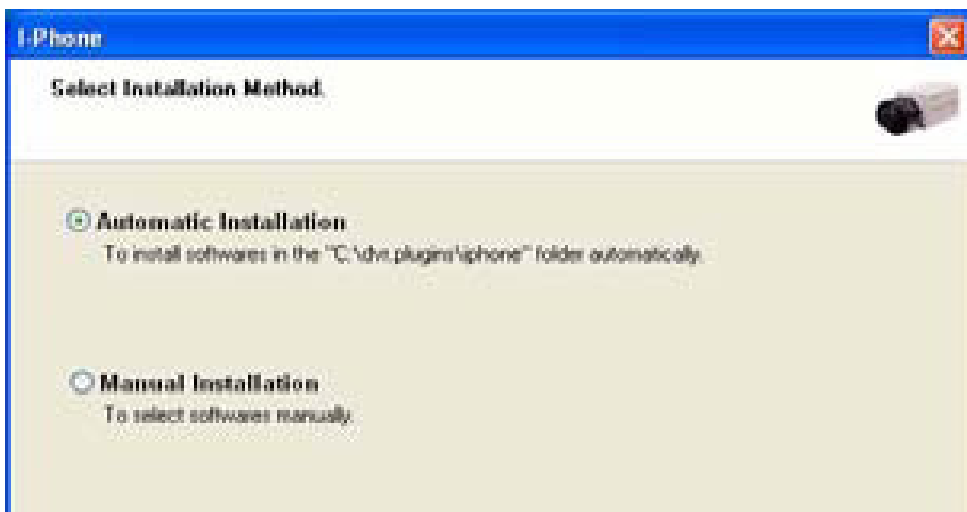 I-Phone
Select Installation Method.
Automatic Installation
To install softwares in the "C:\dvr.plugins\iphone" folder automatically.
Manual Installation
To select softwares manually.